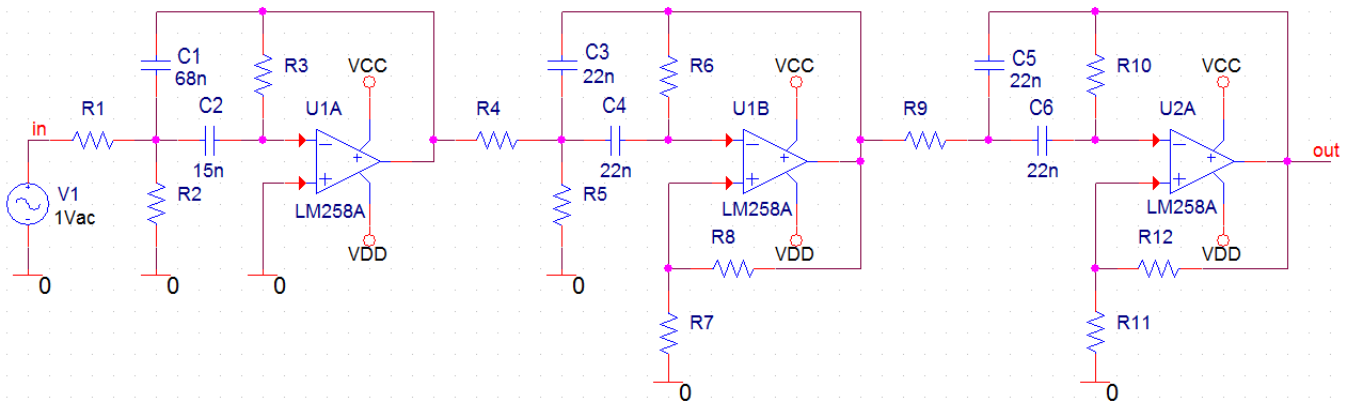 in
V1
1Vac
0
R1
C1
68n
R2
0
C2
15n
R3
0
U1A
VCC
LM258A
VDD
R4
C3
22n
R5
0
C4
22n
R6
U1B
VCC
LM258A
VDD
R8
R7
0
R9
C5
22n
C6
22n
R10
U2A
VCC
LM258A
VDD
R12
R11
0
out